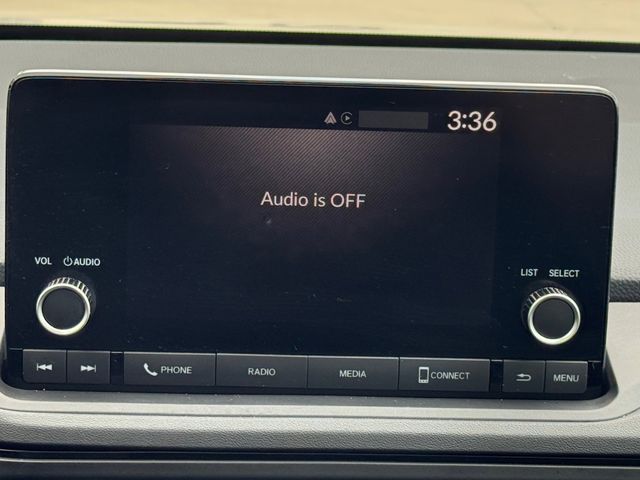 3:36
Audio is OFF
VOL AUDIO
LIST SELECT
PHONE RADIO MEDIA CONNECT MENU